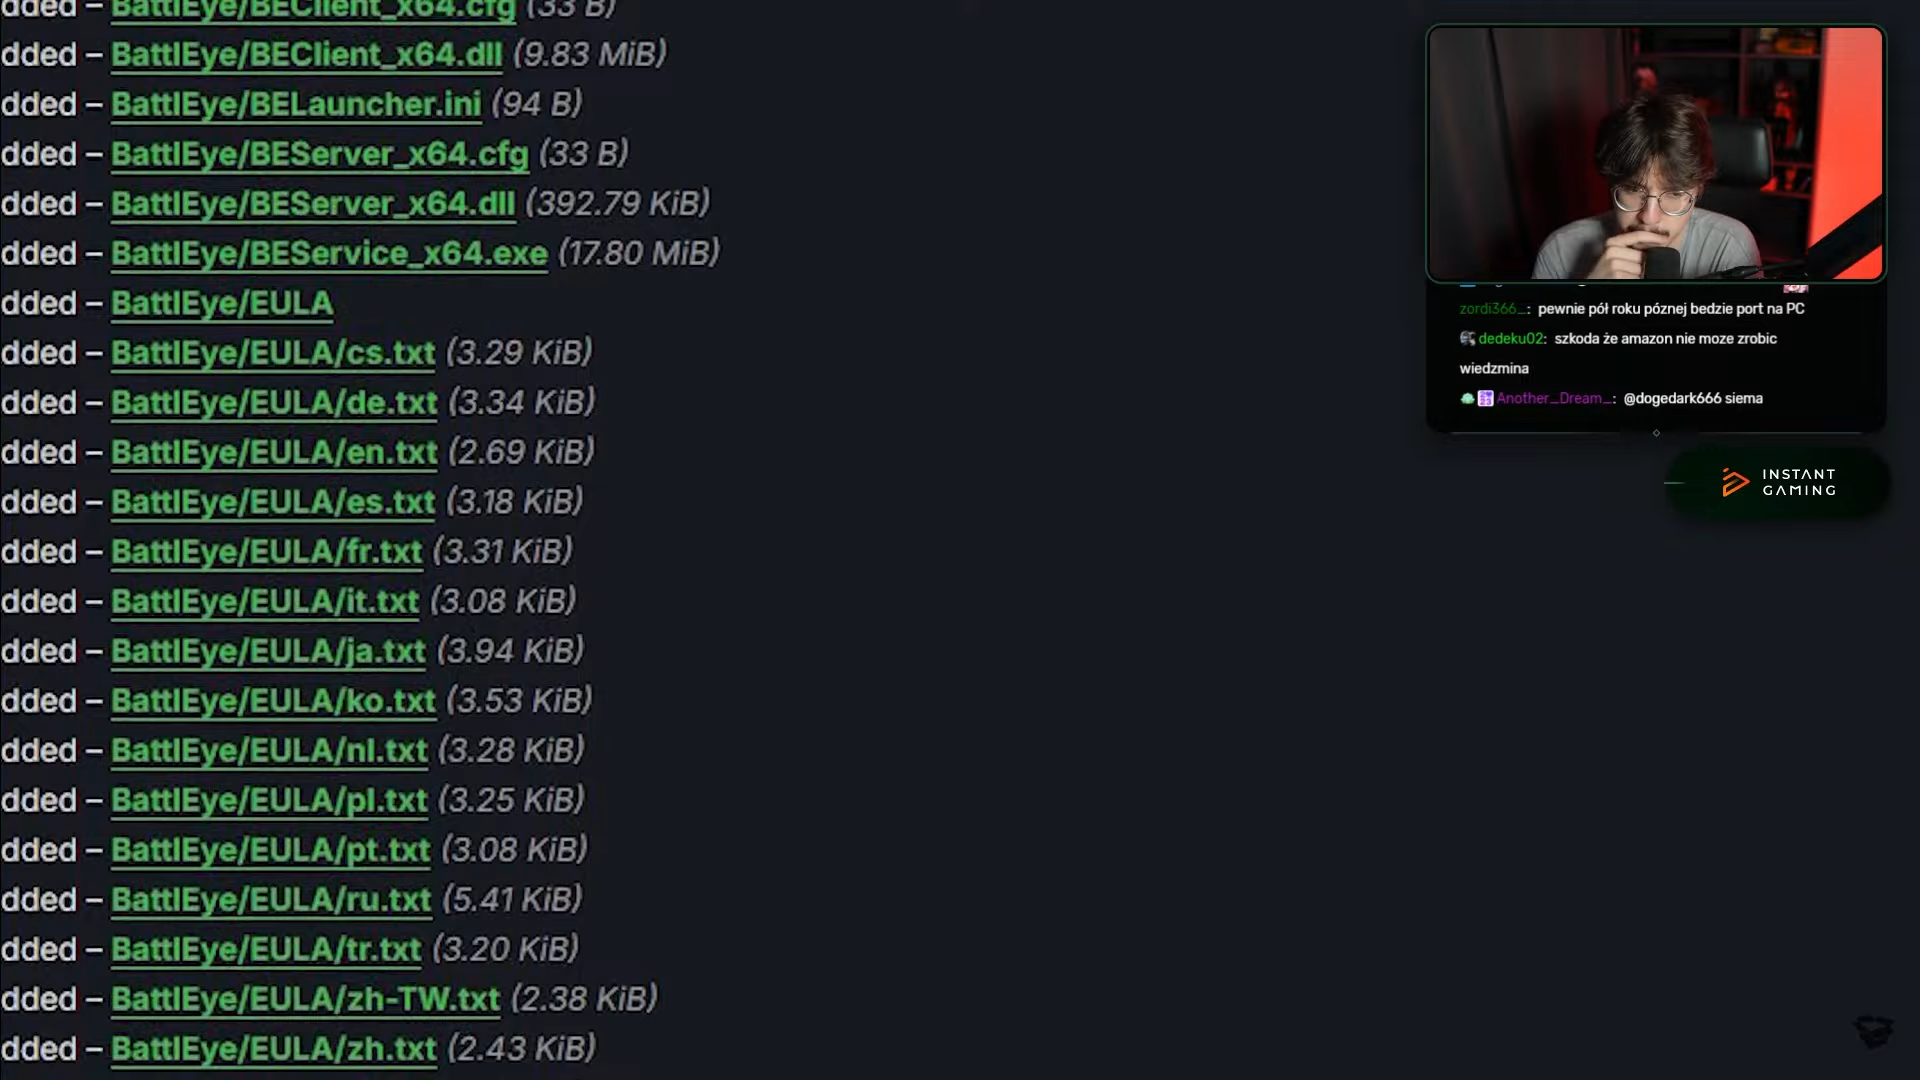 dded – BattlEye/BEClient_x64.cfg (33 B)
dded – BattlEye/BEClient_x64.dll (9.83 MiB)
dded – BattlEye/BELauncher.ini (94 B)
dded – BattlEye/BEServer_x64.cfg (33 B)
dded – BattlEye/BEServer_x64.dll (392.79 KiB)
dded – BattlEye/BEService_x64.exe (17.80 MiB)
dded – BattlEye/EULA
dded – BattlEye/EULA/cs.txt (3.29 KiB)
dded – BattlEye/EULA/de.txt (3.34 KiB)
dded – BattlEye/EULA/en.txt (2.69 KiB)
dded – BattlEye/EULA/es.txt (3.18 KiB)
dded – BattlEye/EULA/fr.txt (3.31 KiB)
dded – BattlEye/EULA/it.txt (3.08 KiB)
dded – BattlEye/EULA/ja.txt (3.94 KiB)
dded – BattlEye/EULA/ko.txt (3.53 KiB)
dded – BattlEye/EULA/nl.txt (3.28 KiB)
dded – BattlEye/EULA/pl.txt (3.25 KiB)
dded – BattlEye/EULA/pt.txt (3.08 KiB)
dded – BattlEye/EULA/ru.txt (5.41 KiB)
dded – BattlEye/EULA/tr.txt (3.20 KiB)
dded – BattlEye/EULA/zh-TW.txt (2.38 KiB)
dded – BattlEye/EULA/zh.txt (2.43 KiB)
zordi366_: pewnie pół roku póznej bedzie port na PC
dedeku02: szkoda że amazon nie moze zrobic
wiedzmina
Another_Dream_: @dogedark666 siema
INSTANT
GAMING